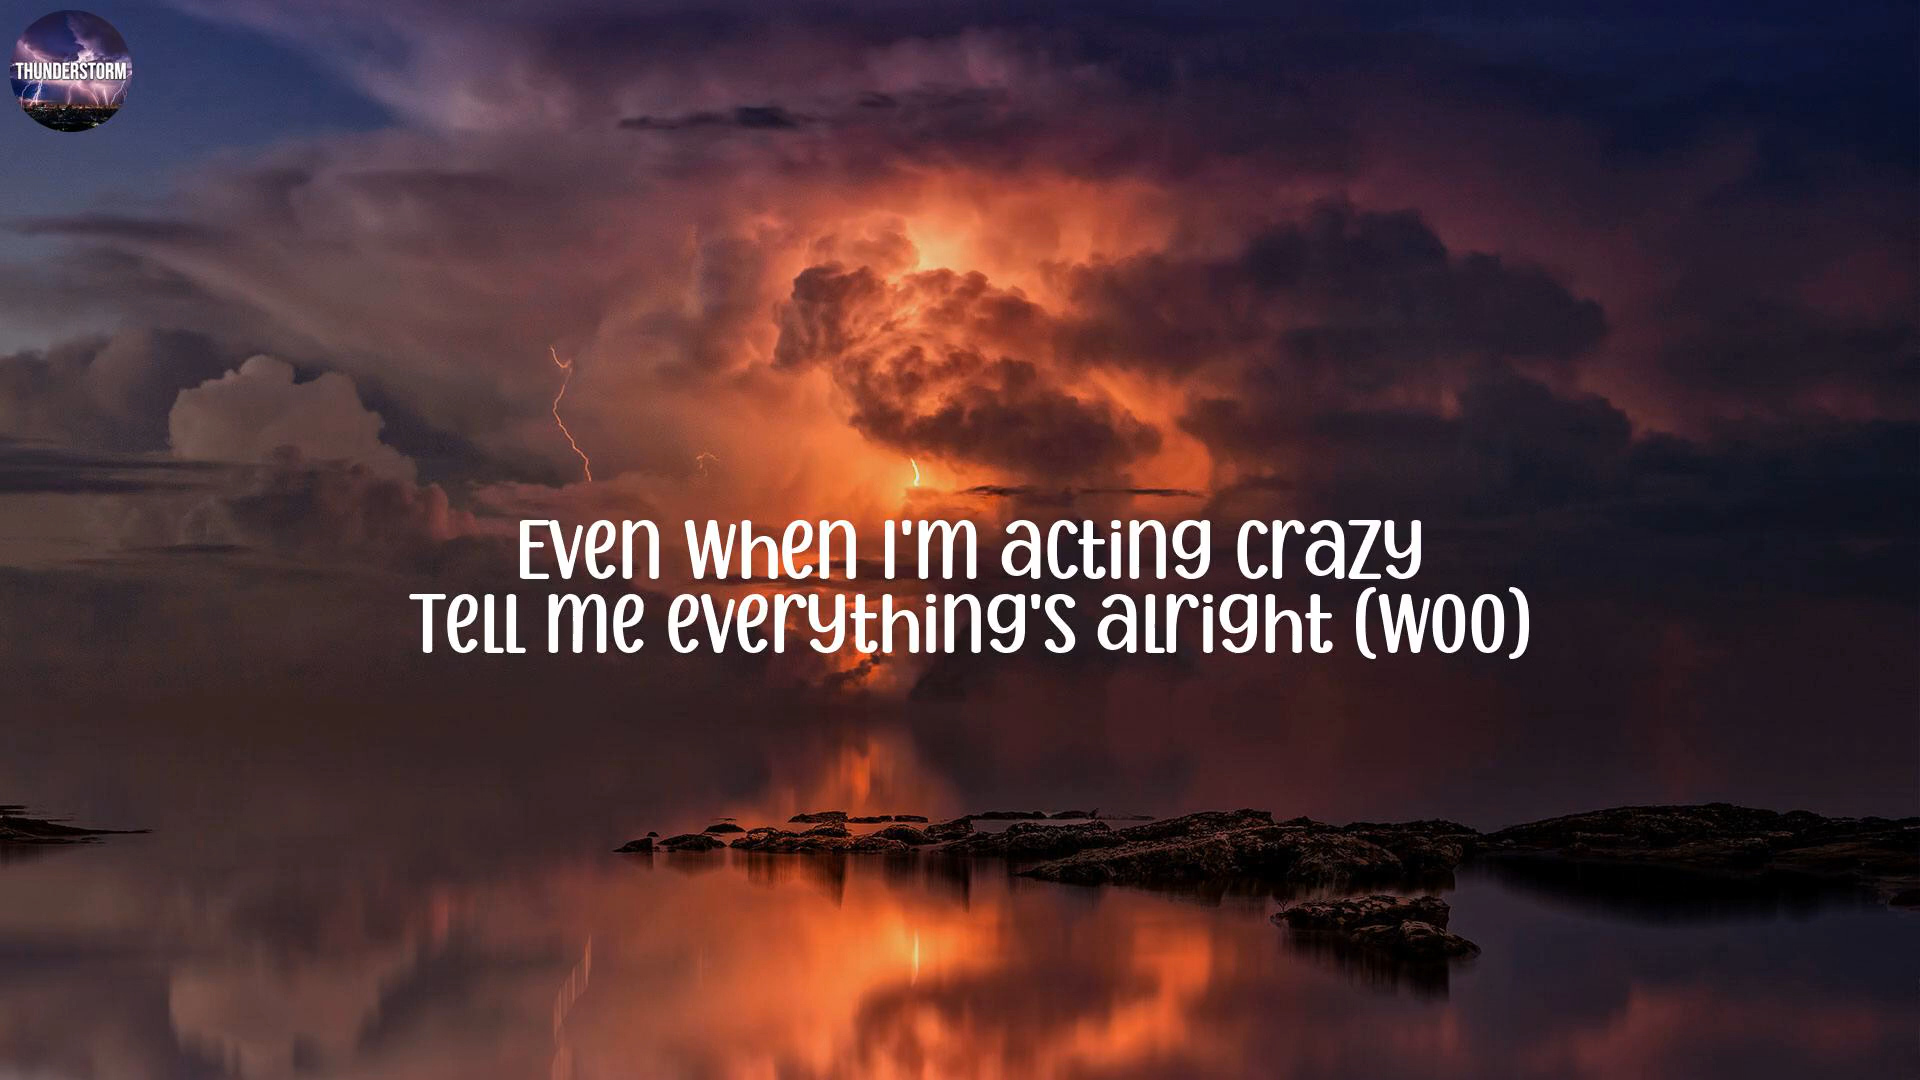 THUNDERSTORM
Even when I'm acting crazy
Tell me everything's alright (woo)